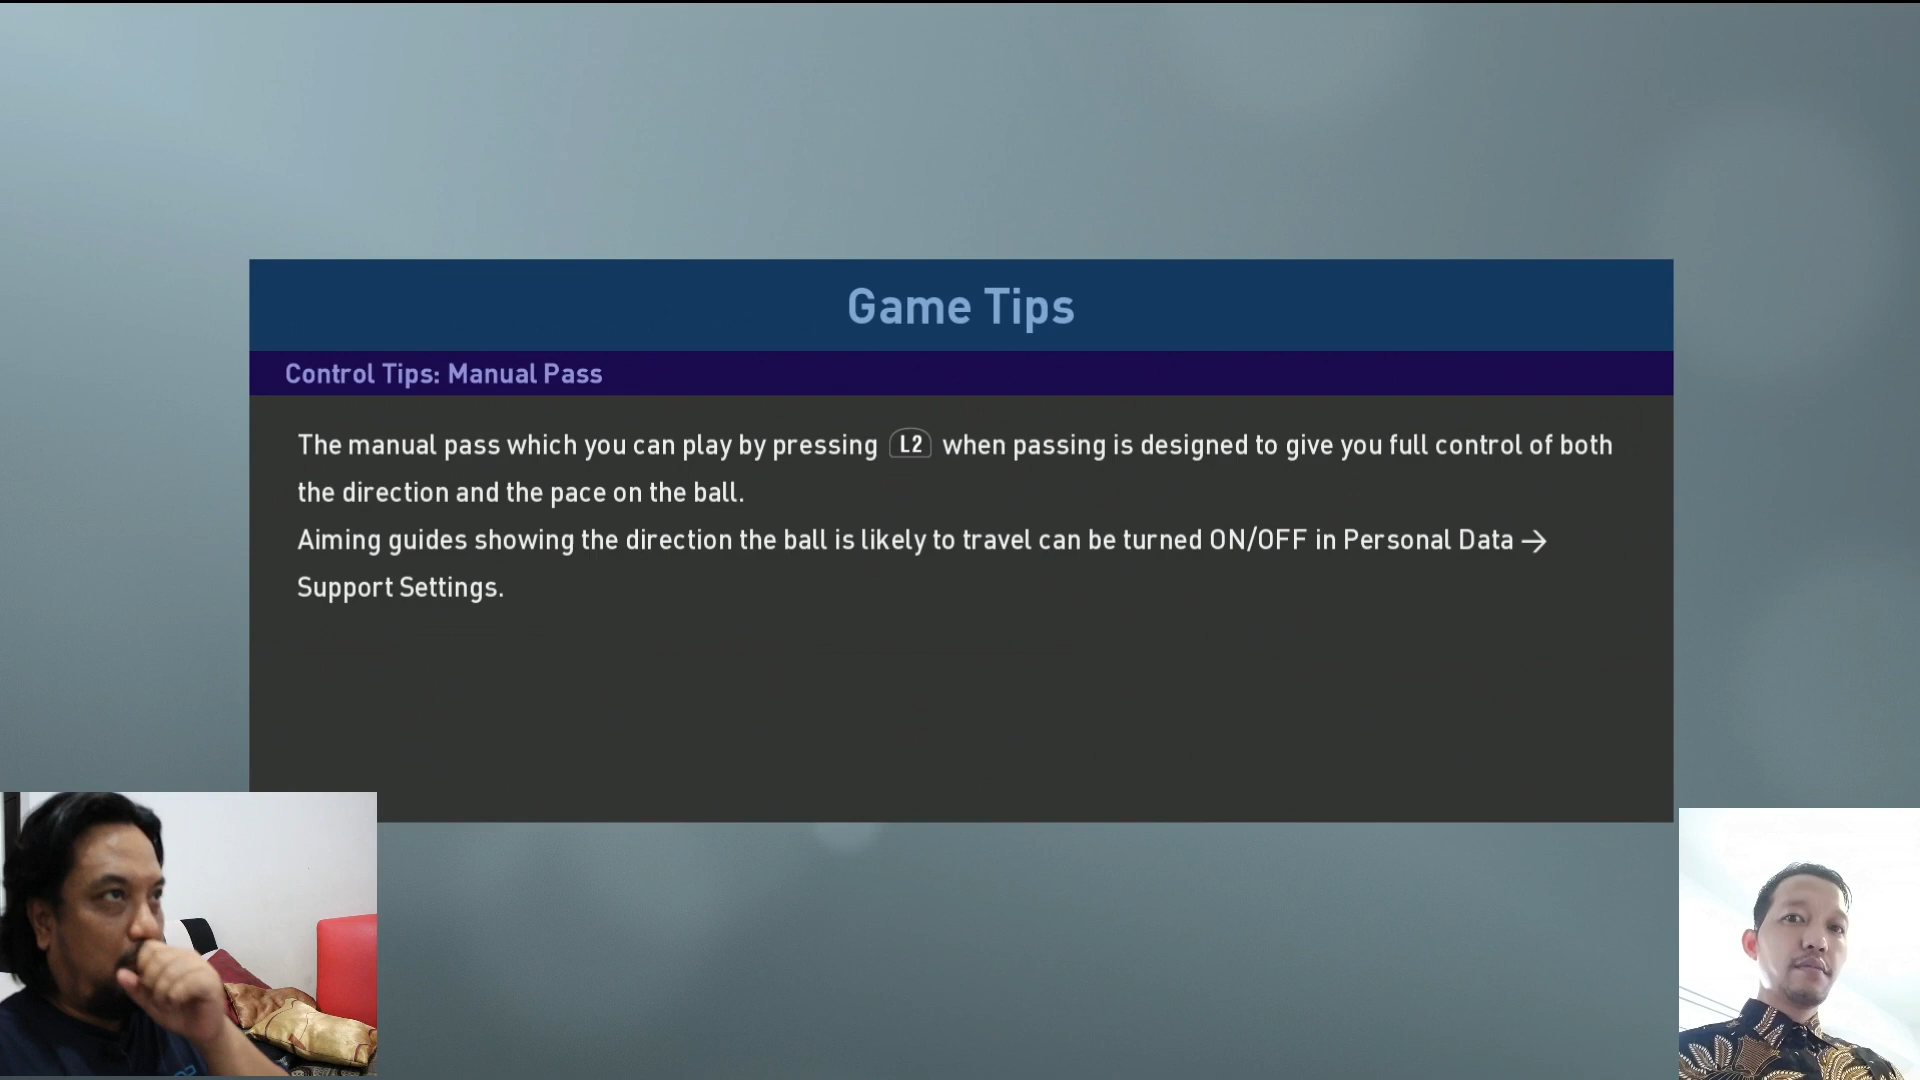 Game Tips
Control Tips: Manual Pass
The manual pass which you can play by pressing L2 when passing is designed to give you full control of both
the direction and the pace on the ball.
Aiming guides showing the direction the ball is likely to travel can be turned ON/OFF in Personal Data →
Support Settings.